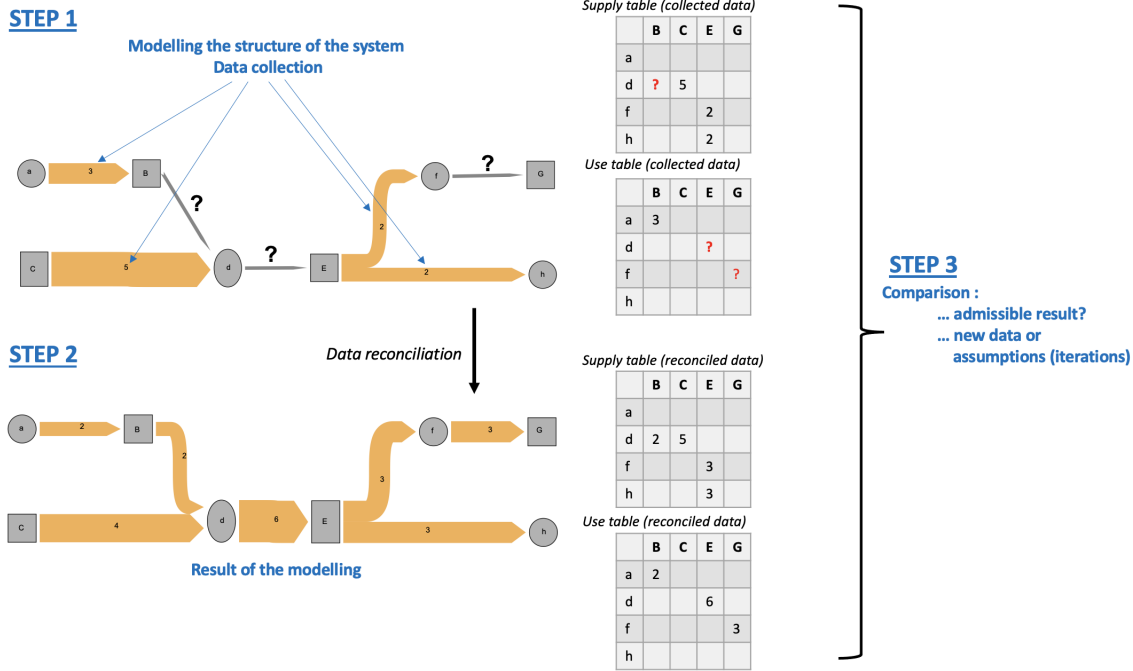 STEP 1
Modelling the structure of the system
Data collection
a
3
B
?
C
5
d
?
E
2
2
f
?
G
h
Supply table (collected data)
B C E G
a
d ? 5
f 2
h 2
Use table (collected data)
B C E G
a 3
d ?
f ?
h
STEP 2
Data reconciliation
a
2
B
2
C
4
d
6
E
3
3
f
3
G
h
Result of the modelling
Supply table (reconciled data)
B C E G
a
d 2 5
f 3
h 3
Use table (reconciled data)
B C E G
a 2
d 6
f 3
h
STEP 3
Comparison :
... admissible result?
... new data or
assumptions (iterations)